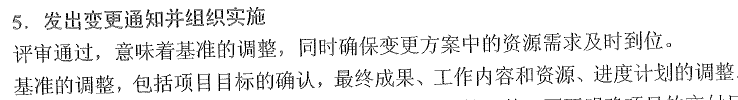 5．发出变更通知并组织实施
评审通过，意味着基准的调整，同时确保变更方案中的资源需求及时到位。
基准的调整，包括项目目标的确认，最终成果、工作内容和资源、进度计划的调整。